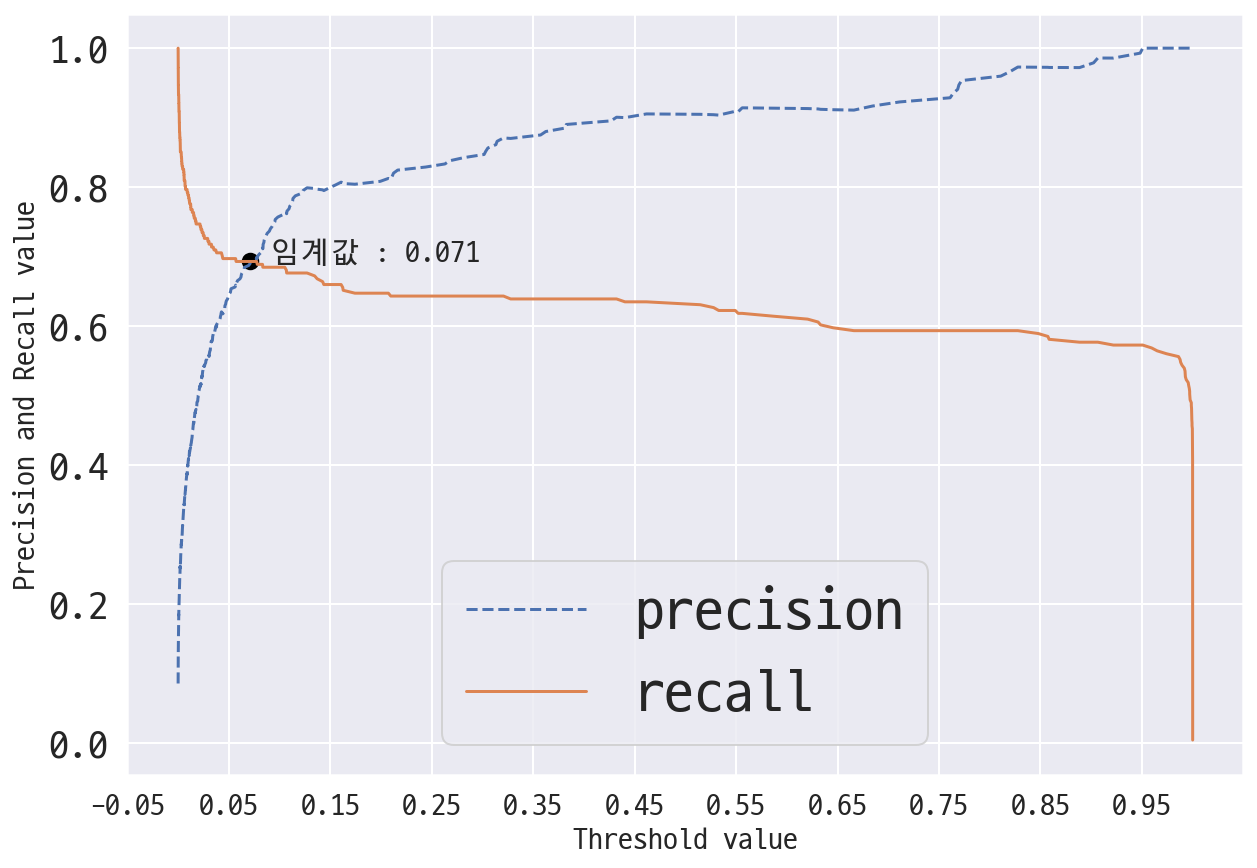 Precision and Recall value
1.0
0.8
0.6
0.4
0.2
0.0
임계값 : 0.071
precision
recall
−0.05 0.05 0.15 0.25 0.35 0.45 0.55 0.65 0.75 0.85 0.95
Threshold value